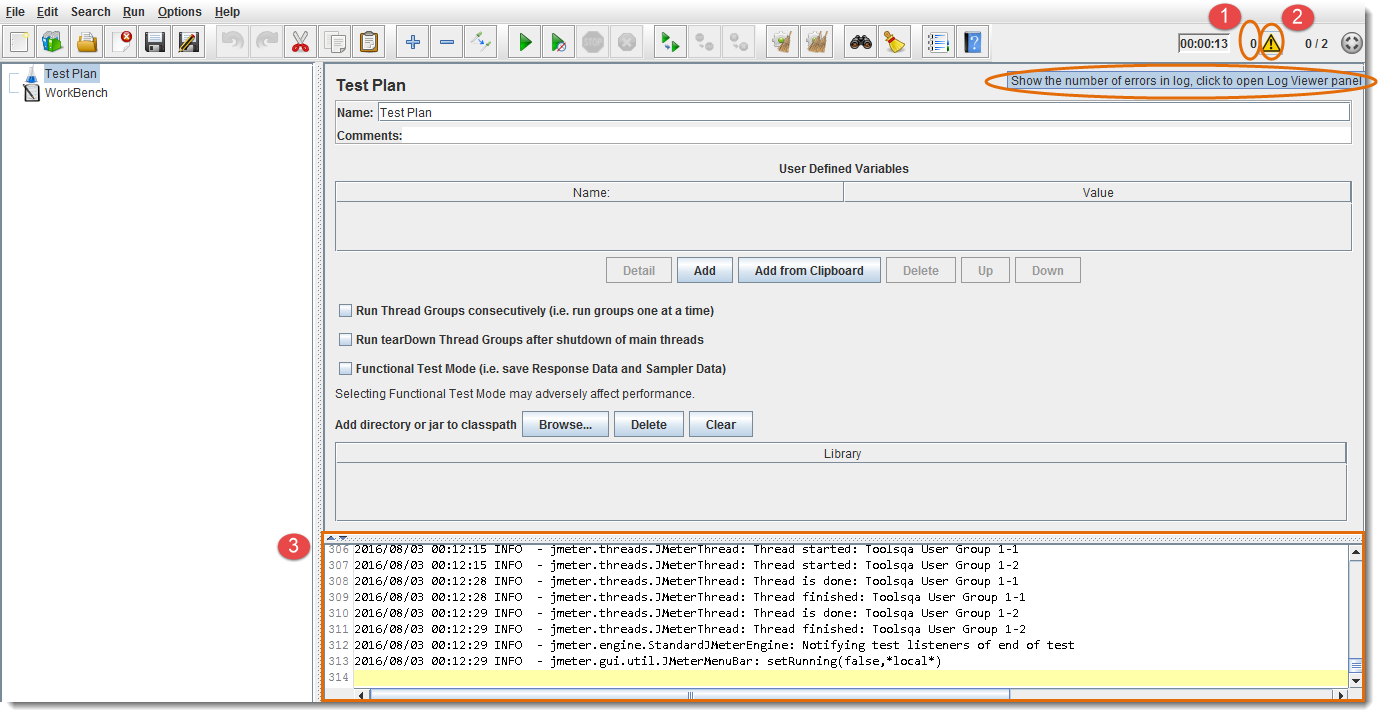 File Edit Search Run Options Help
1
2
STOP
00:00:13 0 0 / 2
Test Plan
WorkBench
Show the number of errors in log, click to open Log Viewer panel
Test Plan
Name: Test Plan
Comments:
User Defined Variables
Name: Value
Detail Add Add from Clipboard Delete Up Down
Run Thread Groups consecutively (i.e. run groups one at a time)
Run tearDown Thread Groups after shutdown of main threads
Functional Test Mode (i.e. save Response Data and Sampler Data)
Selecting Functional Test Mode may adversely affect performance.
Add directory or jar to classpath Browse... Delete Clear
Library
3
306 2016/08/03 00:12:15 INFO - jmeter.threads.JMeterThread: Thread started: Toolsqa User Group 1-1
307 2016/08/03 00:12:15 INFO - jmeter.threads.JMeterThread: Thread started: Toolsqa User Group 1-2
308 2016/08/03 00:12:28 INFO - jmeter.threads.JMeterThread: Thread is done: Toolsqa User Group 1-1
309 2016/08/03 00:12:28 INFO - jmeter.threads.JMeterThread: Thread finished: Toolsqa User Group 1-1
310 2016/08/03 00:12:29 INFO - jmeter.threads.JMeterThread: Thread is done: Toolsqa User Group 1-2
311 2016/08/03 00:12:29 INFO - jmeter.threads.JMeterThread: Thread finished: Toolsqa User Group 1-2
312 2016/08/03 00:12:29 INFO - jmeter.engine.StandardJMeterEngine: Notifying test listeners of end of test
313 2016/08/03 00:12:29 INFO - jmeter.gui.util.JMeterMenuBar: setRunning(false,*local*)
314